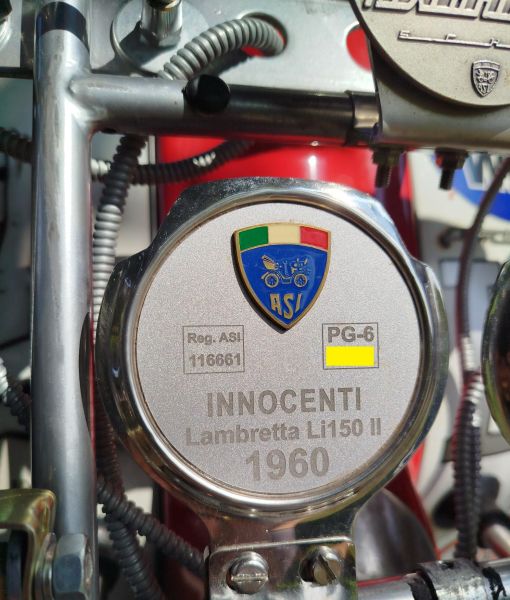 ASI
Reg. ASI
116661
PG-6
INNOCENTI
Lambretta Li150 II
1960